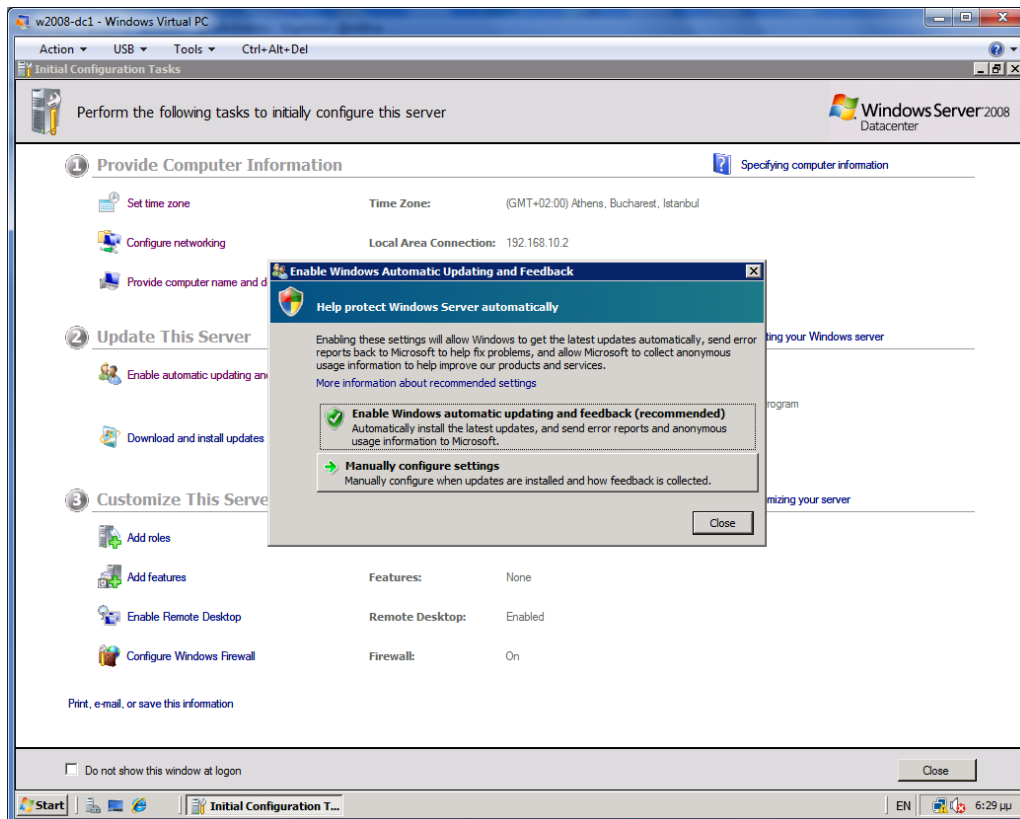 w2008-dc1 - Windows Virtual PC
Action USB Tools Ctrl+Alt+Del
Initial Configuration Tasks
Perform the following tasks to initially configure this server
Windows Server 2008
Datacenter
1 Provide Computer Information
Specifying computer information
Set time zone
Time Zone: (GMT+02:00) Athens, Bucharest, Istanbul
Configure networking
Local Area Connection: 192.168.10.2
Provide computer name and d
Enable Windows Automatic Updating and Feedback
Help protect Windows Server automatically
Enabling these settings will allow Windows to get the latest updates automatically, send error
reports back to Microsoft to help fix problems, and allow Microsoft to collect anonymous
usage information to help improve our products and services.
More information about recommended settings
Enable Windows automatic updating and feedback (recommended)
Automatically install the latest updates, and send error reports and anonymous
usage information to Microsoft.
Manually configure settings
Manually configure when updates are installed and how feedback is collected.
Close
2 Update This Server
ting your Windows server
Enable automatic updating an
rogram
Download and install updates
3 Customize This Serve
mizing your server
Add roles
Add features
Features: None
Enable Remote Desktop
Remote Desktop: Enabled
Configure Windows Firewall
Firewall: On
Print, e-mail, or save this information
Do not show this window at logon
Close
Start Initial Configuration T... EN 6:29 μμ